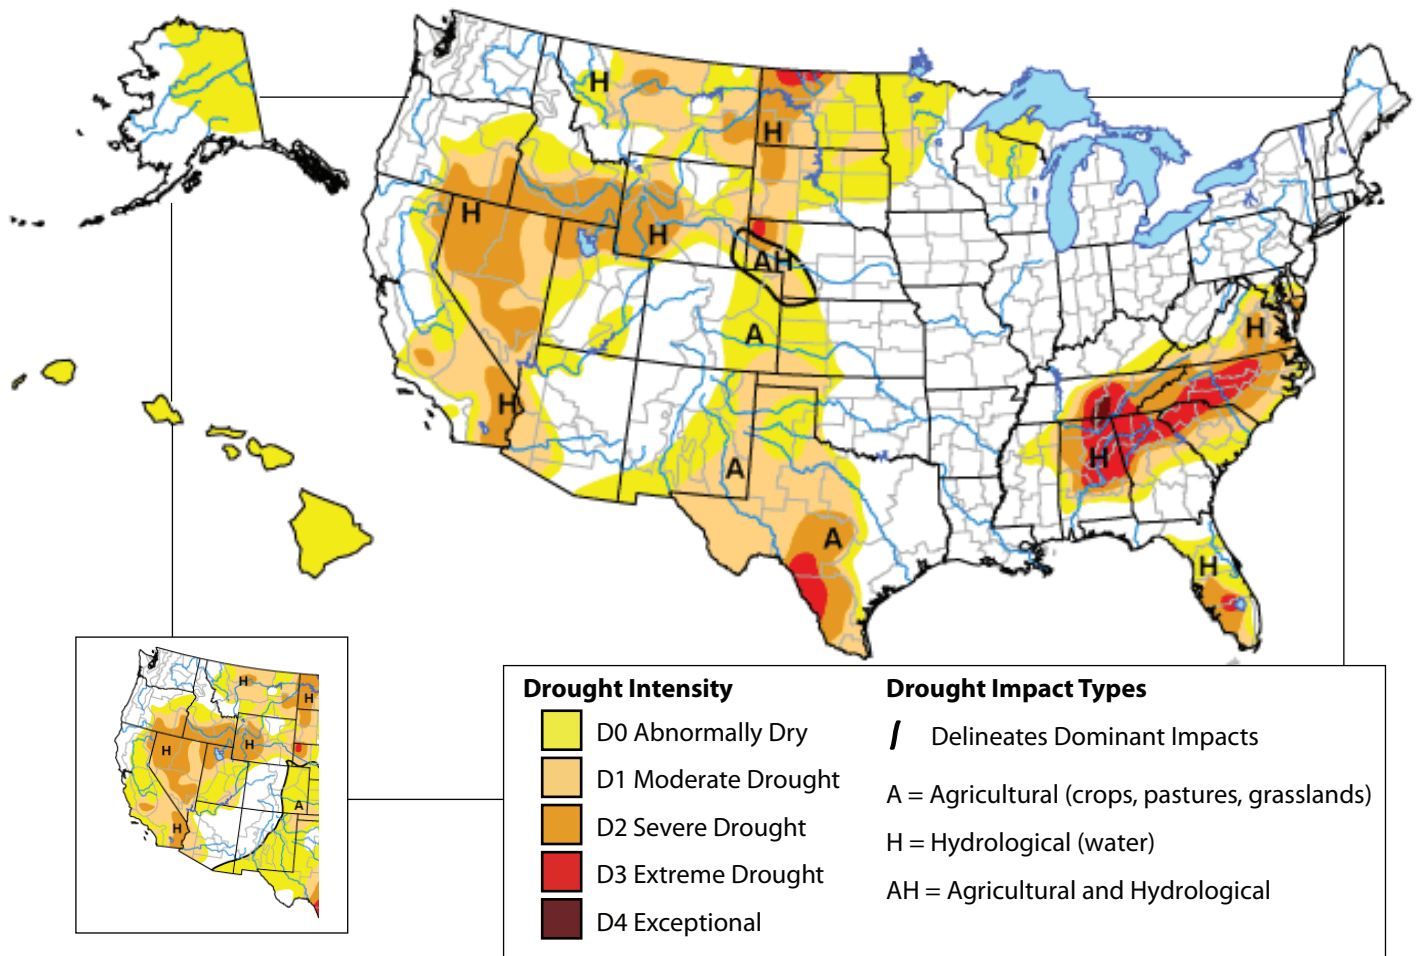 H
H
H
H
AH
A
H
H
A
H
A
H
H
H
H
H
A
H
Drought Intensity
D0 Abnormally Dry
D1 Moderate Drought
D2 Severe Drought
D3 Extreme Drought
D4 Exceptional
Drought Impact Types
Delineates Dominant Impacts
A = Agricultural (crops, pastures, grasslands)
H = Hydrological (water)
AH = Agricultural and Hydrological